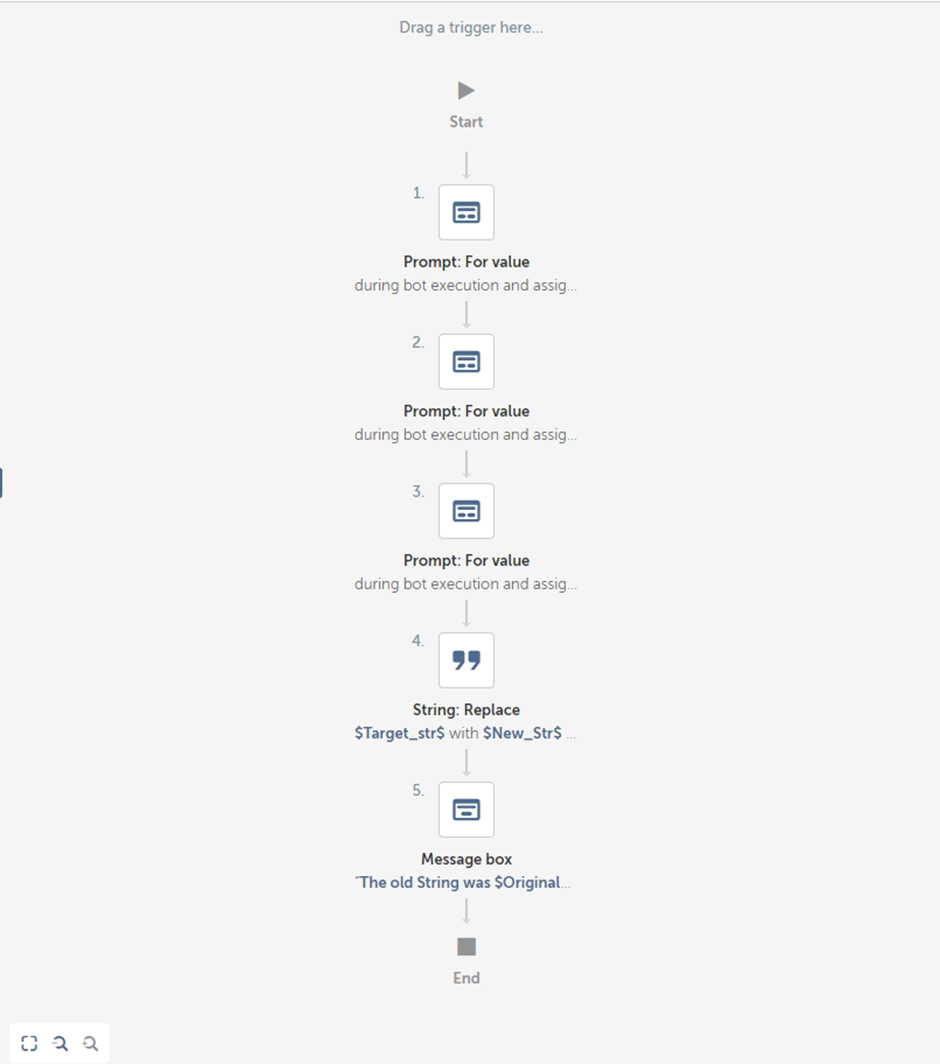 Drag a trigger here...
Start
1.
Prompt: For value
during bot execution and assig...
2.
Prompt: For value
during bot execution and assig...
3.
Prompt: For value
during bot execution and assig...
4.
String: Replace
$Target_str$ with $New_Str$ ...
5.
Message box
"The old String was $Original...
End